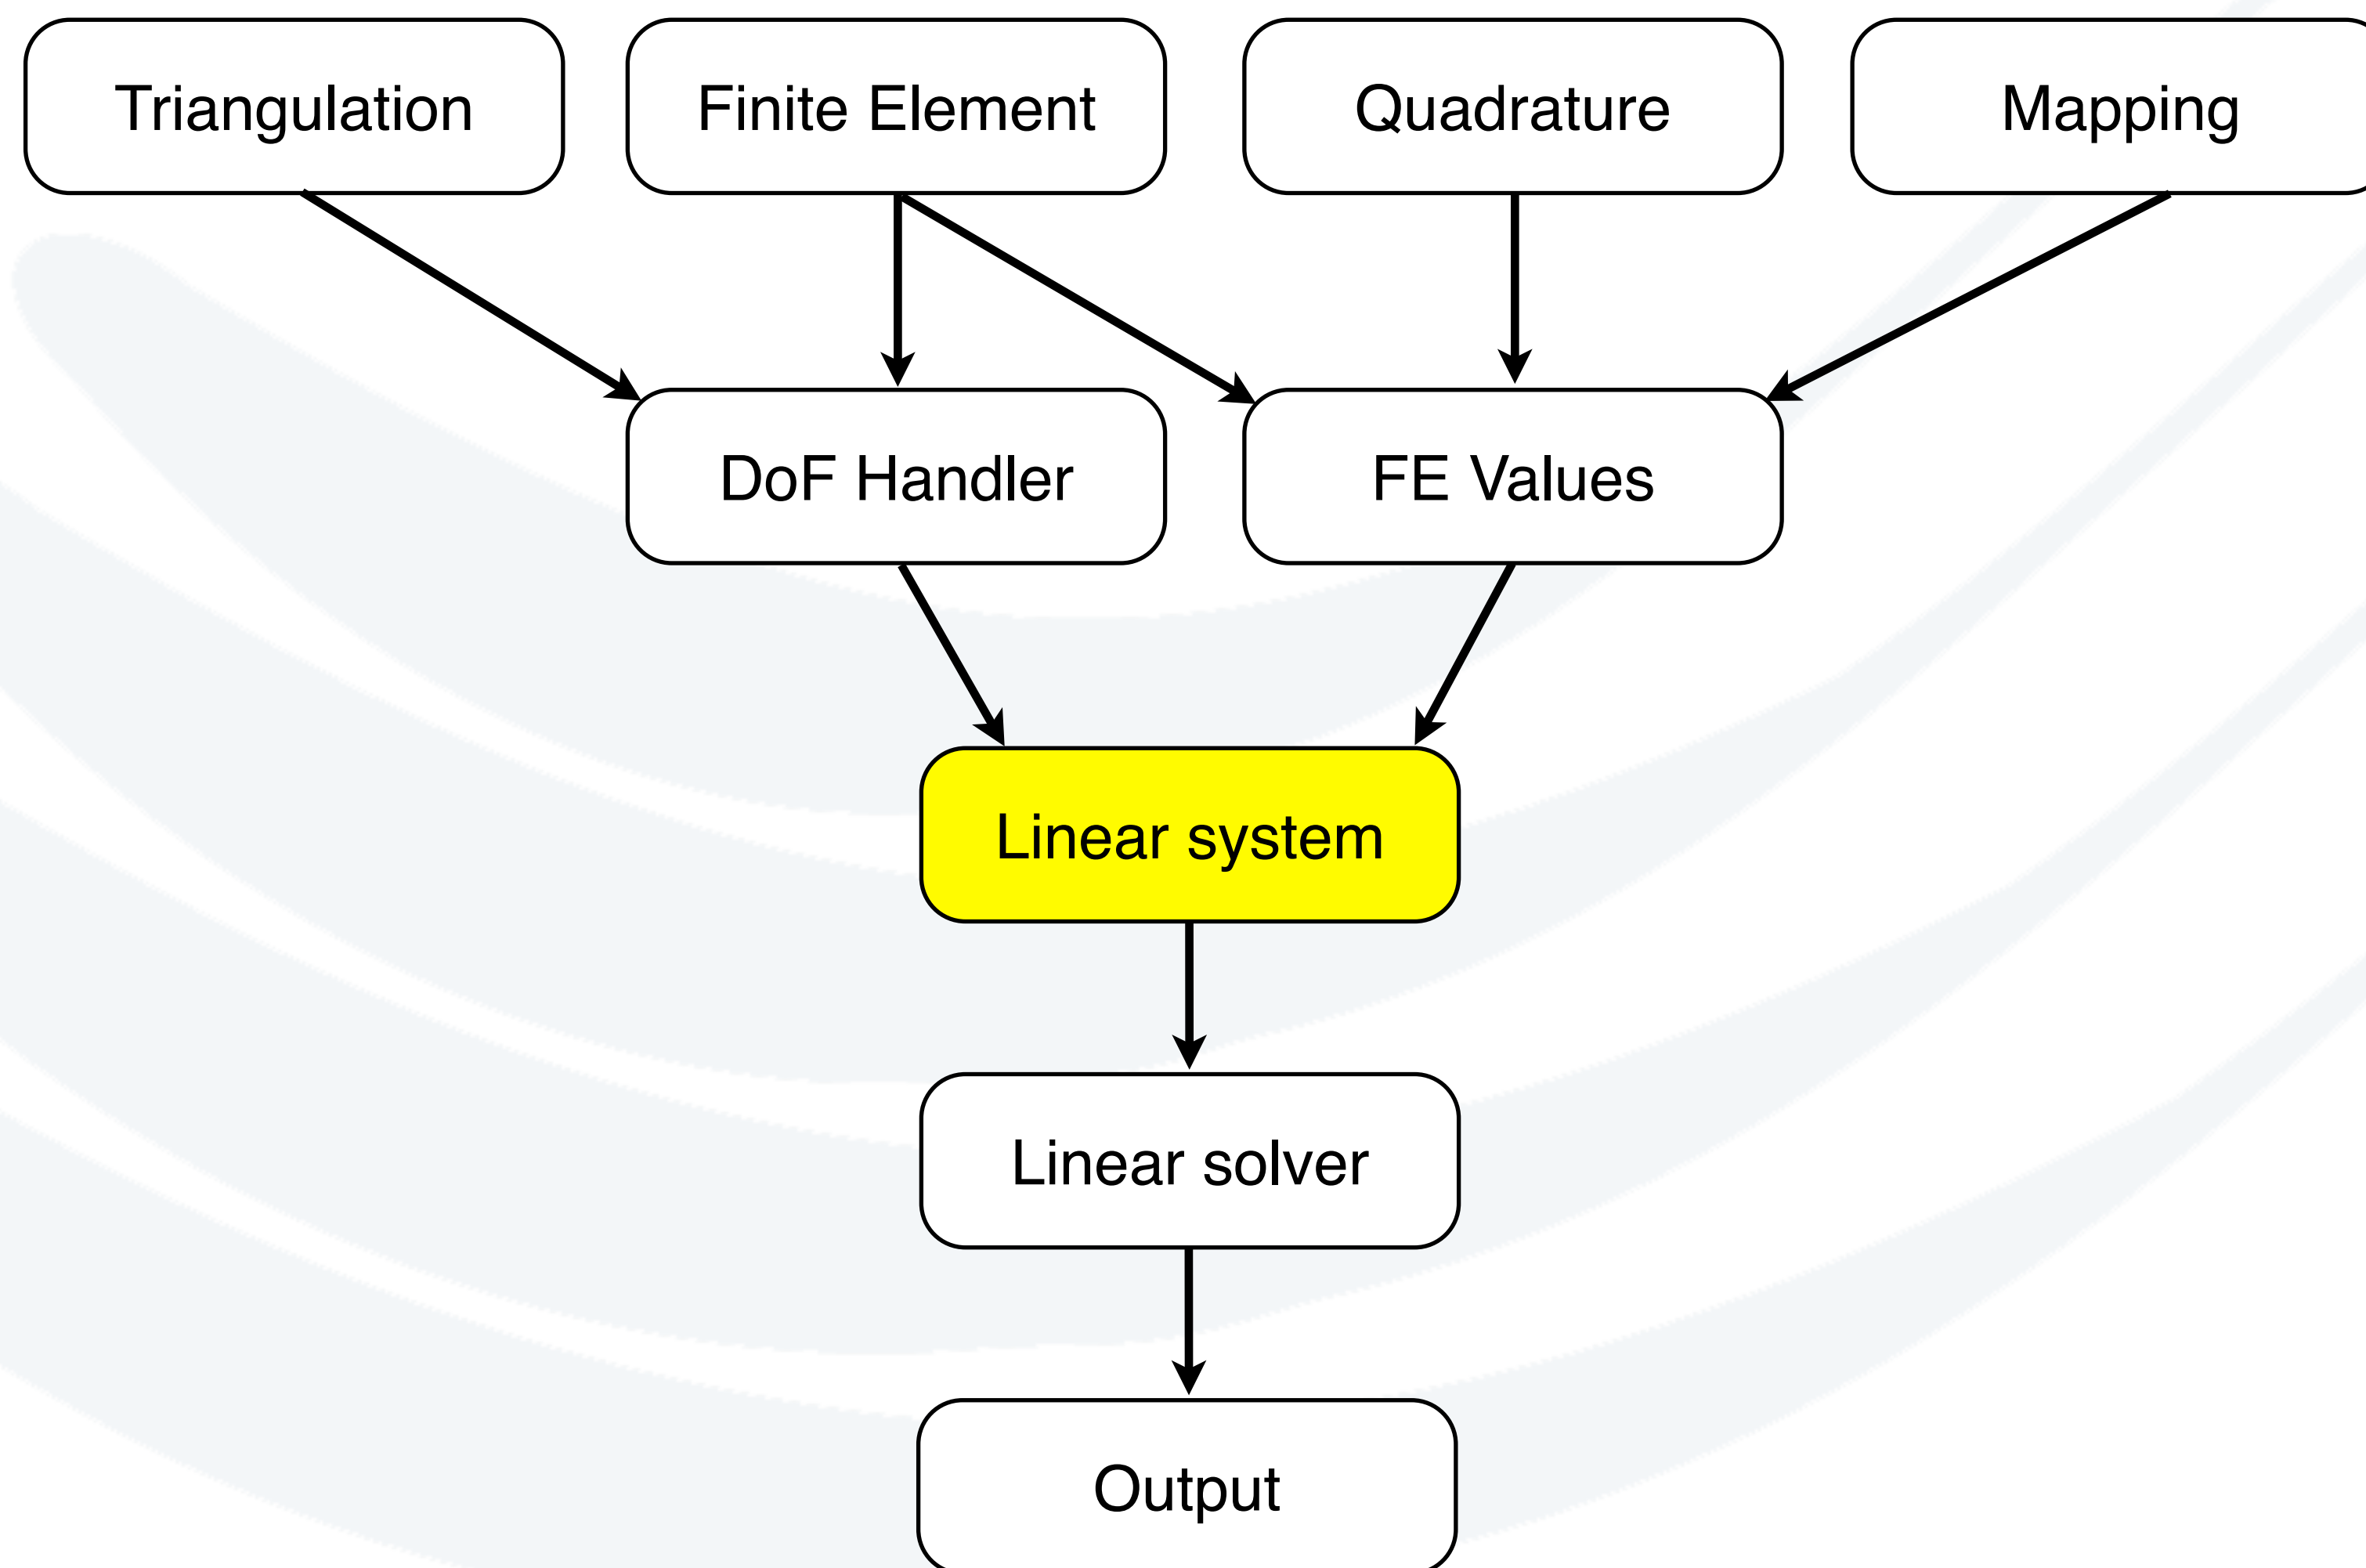 Triangulation
Finite Element
Quadrature
Mapping
DoF Handler
FE Values
Linear system
Linear solver
Output